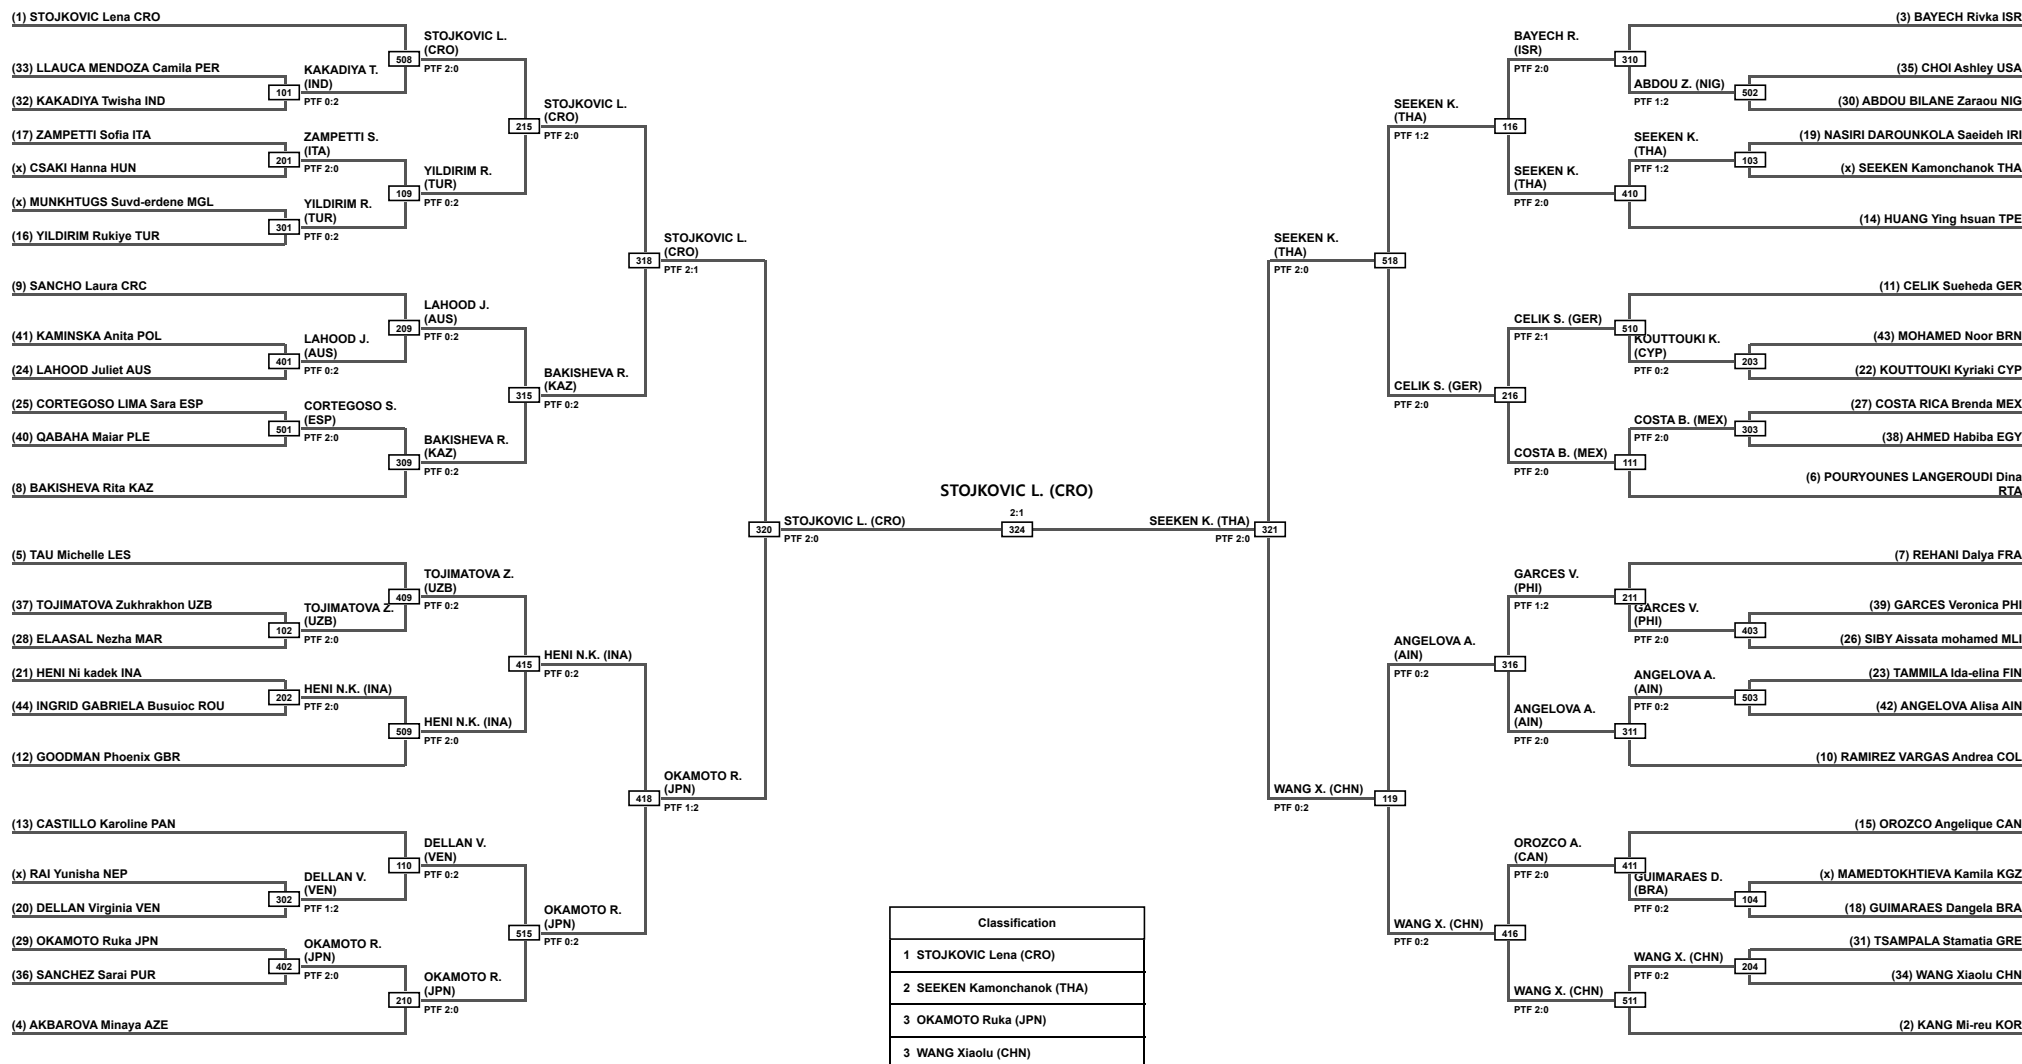 (1) STOJKOVIC Lena CRO
(33) LLAUCA MENDOZA Camila PER
(32) KAKADIYA Twisha IND
(17) ZAMPETTI Sofia ITA
(x) CSAKI Hanna HUN
(x) MUNKHTUGS Suvd-erdene MGL
(16) YILDIRIM Rukiye TUR
(9) SANCHO Laura CRC
(41) KAMINSKA Anita POL
(24) LAHOOD Juliet AUS
(25) CORTEGOSO LIMA Sara ESP
(40) QABAHA Maiar PLE
(8) BAKISHEVA Rita KAZ
(5) TAU Michelle LES
(37) TOJIMATOVA Zukhrakhon UZB
(28) ELAASAL Nezha MAR
(21) HENI Ni kadek INA
(44) INGRID GABRIELA Busuioc ROU
(12) GOODMAN Phoenix GBR
(13) CASTILLO Karoline PAN
(x) RAI Yunisha NEP
(20) DELLAN Virginia VEN
(29) OKAMOTO Ruka JPN
(36) SANCHEZ Sarai PUR
(4) AKBAROVA Minaya AZE
101
KAKADIYA T.
(IND)
PTF 0:2
201
ZAMPETTI S.
(ITA)
PTF 2:0
301
YILDIRIM R.
(TUR)
PTF 0:2
401
LAHOOD J.
(AUS)
PTF 0:2
501
CORTEGOSO S.
(ESP)
PTF 2:0
102
TOJIMATOVA Z.
(UZB)
PTF 2:0
202
HENI N.K. (INA)
PTF 2:0
302
DELLAN V.
(VEN)
PTF 1:2
402
OKAMOTO R.
(JPN)
PTF 2:0
508
STOJKOVIC L.
(CRO)
PTF 2:0
109
YILDIRIM R.
(TUR)
PTF 0:2
209
LAHOOD J.
(AUS)
PTF 0:2
309
BAKISHEVA R.
(KAZ)
PTF 0:2
409
TOJIMATOVA Z.
(UZB)
PTF 0:2
509
HENI N.K. (INA)
PTF 2:0
110
DELLAN V.
(VEN)
PTF 0:2
210
OKAMOTO R.
(JPN)
PTF 2:0
215
STOJKOVIC L.
(CRO)
PTF 2:0
315
BAKISHEVA R.
(KAZ)
PTF 0:2
415
HENI N.K. (INA)
PTF 0:2
515
OKAMOTO R.
(JPN)
PTF 0:2
318
STOJKOVIC L.
(CRO)
PTF 2:1
418
OKAMOTO R.
(JPN)
PTF 1:2
320
STOJKOVIC L. (CRO)
PTF 2:0
STOJKOVIC L. (CRO)
2:1
324
SEEKEN K. (THA)
PTF 2:0
321
SEEKEN K.
(THA)
PTF 2:0
518
WANG X. (CHN)
PTF 0:2
119
SEEKEN K.
(THA)
PTF 1:2
116
CELIK S. (GER)
PTF 2:0
216
ANGELOVA A.
(AIN)
PTF 0:2
316
WANG X. (CHN)
PTF 0:2
416
BAYECH R.
(ISR)
PTF 2:0
310
SEEKEN K.
(THA)
PTF 2:0
410
CELIK S. (GER)
PTF 2:1
510
COSTA B. (MEX)
PTF 2:0
111
GARCES V.
(PHI)
PTF 1:2
211
ANGELOVA A.
(AIN)
PTF 2:0
311
OROZCO A.
(CAN)
PTF 2:0
411
WANG X. (CHN)
PTF 2:0
511
ABDOU Z. (NIG)
PTF 1:2
502
SEEKEN K.
(THA)
PTF 1:2
103
KOUTTOUKI K.
(CYP)
PTF 0:2
203
COSTA B. (MEX)
PTF 2:0
303
GARCES V.
(PHI)
PTF 2:0
403
ANGELOVA A.
(AIN)
PTF 0:2
503
GUIMARAES D.
(BRA)
PTF 0:2
104
WANG X. (CHN)
PTF 0:2
204
(3) BAYECH Rivka ISR
(35) CHOI Ashley USA
(30) ABDOU BILANE Zaraou NIG
(19) NASIRI DAROUNKOLA Saeideh IRI
(x) SEEKEN Kamonchanok THA
(14) HUANG Ying hsuan TPE
(11) CELIK Sueheda GER
(43) MOHAMED Noor BRN
(22) KOUTTOUKI Kyriaki CYP
(27) COSTA RICA Brenda MEX
(38) AHMED Habiba EGY
(6) POURYOUNES LANGEROUDI Dina
RTA
(7) REHANI Dalya FRA
(39) GARCES Veronica PHI
(26) SIBY Aissata mohamed MLI
(23) TAMMILA Ida-elina FIN
(42) ANGELOVA Alisa AIN
(10) RAMIREZ VARGAS Andrea COL
(15) OROZCO Angelique CAN
(x) MAMEDTOKHTIEVA Kamila KGZ
(18) GUIMARAES Dangela BRA
(31) TSAMPALA Stamatia GRE
(34) WANG Xiaolu CHN
(2) KANG Mi-reu KOR
Classification
1 STOJKOVIC Lena (CRO)
2 SEEKEN Kamonchanok (THA)
3 OKAMOTO Ruka (JPN)
3 WANG Xiaolu (CHN)